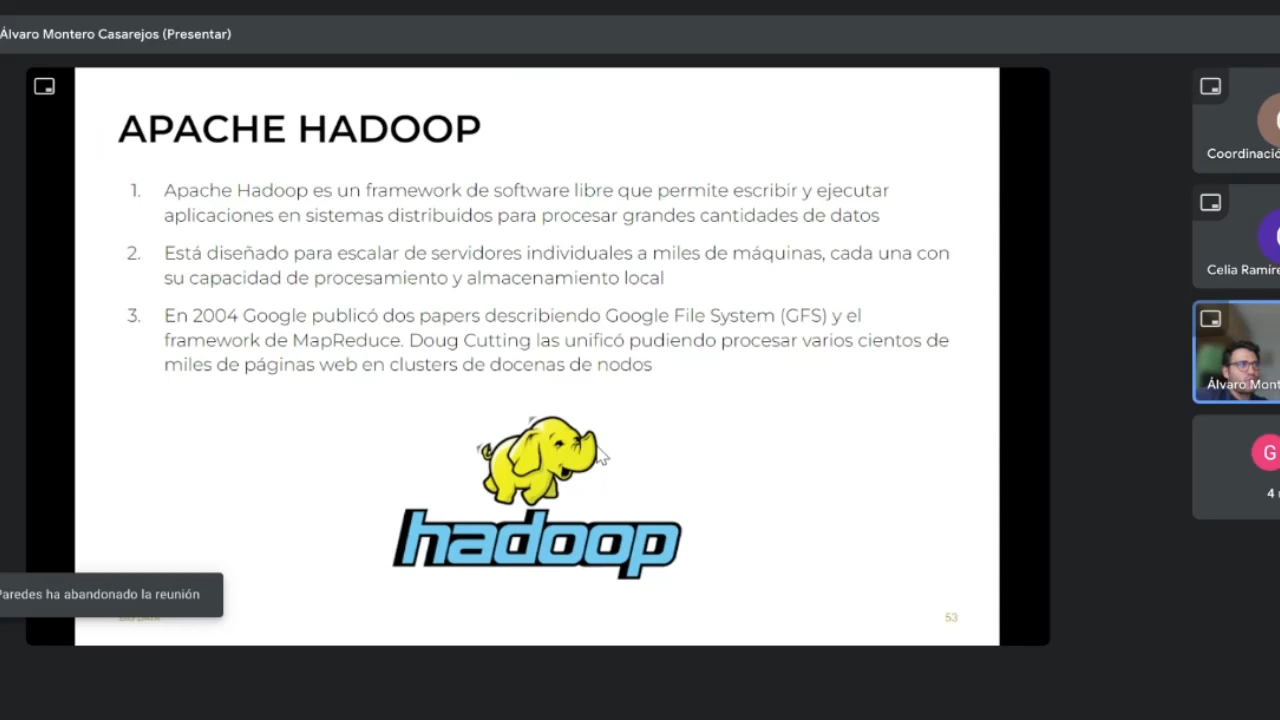 Álvaro Montero Casarejos (Presentar)
APACHE HADOOP
1. Apache Hadoop es un framework de software libre que permite escribir y ejecutar
aplicaciones en sistemas distribuidos para procesar grandes cantidades de datos
2. Está diseñado para escalar de servidores individuales a miles de máquinas, cada una con
su capacidad de procesamiento y almacenamiento local
3. En 2004 Google publicó dos papers describiendo Google File System (GFS) y el
framework de MapReduce. Doug Cutting las unificó pudiendo procesar varios cientos de
miles de páginas web en clusters de docenas de nodos
hadoop
Paredes ha abandonado la reunión
53
Coordinació
Celia Ramíre
Álvaro Mont
G
4